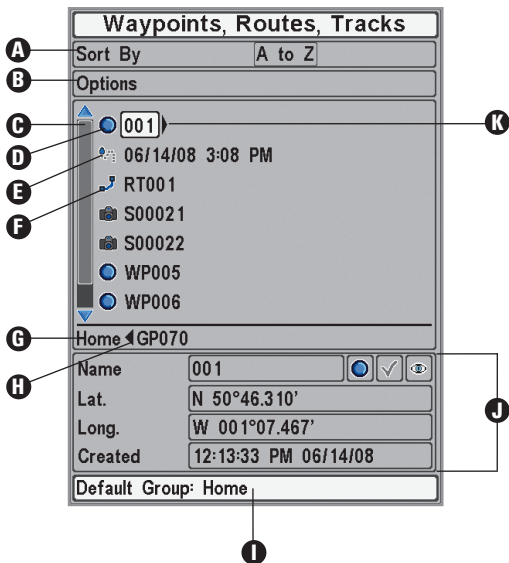 Waypoints, Routes, Tracks
A Sort By A to Z
B Options
C
D 001 K
E 06/14/08 3:08 PM
F RT001
S00021
S00022
WP005
WP006
G Home GP070
H
Name 001
Lat. N 50°46.310'
J
Long. W 001°07.467'
Created 12:13:33 PM 06/14/08
Default Group: Home
I